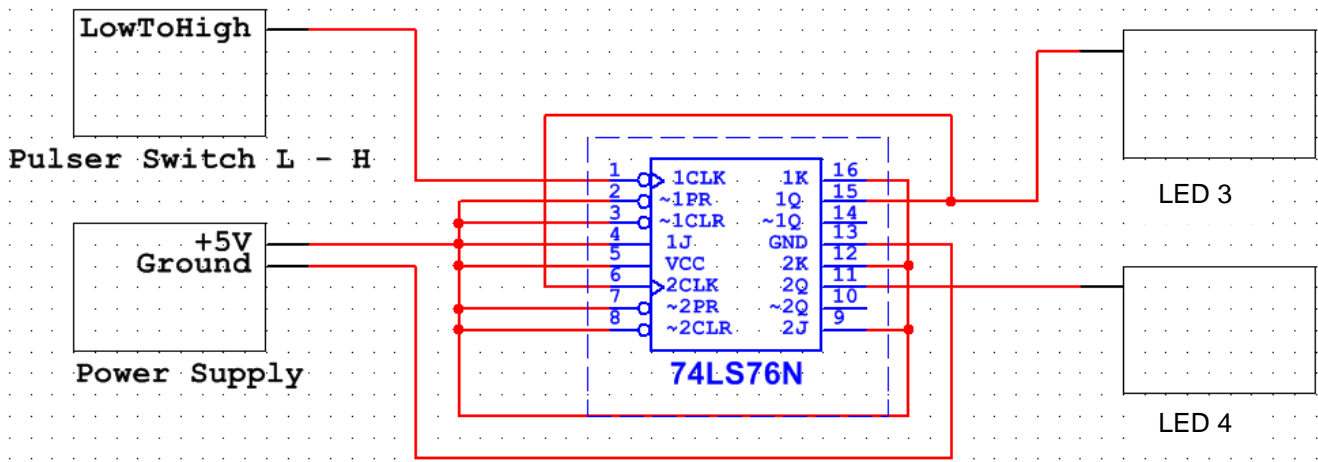 LowToHigh
Pulser Switch L - H
+5V
Ground
Power Supply
1 1CLK 1K 16
2 ~1PR 1Q 15
3 ~1CLR ~1Q 14
4 1J GND 13
5 VCC 2K 12
6 2CLK 2Q 11
7 ~2PR ~2Q 10
8 ~2CLR 2J 9
74LS76N
LED 3
LED 4